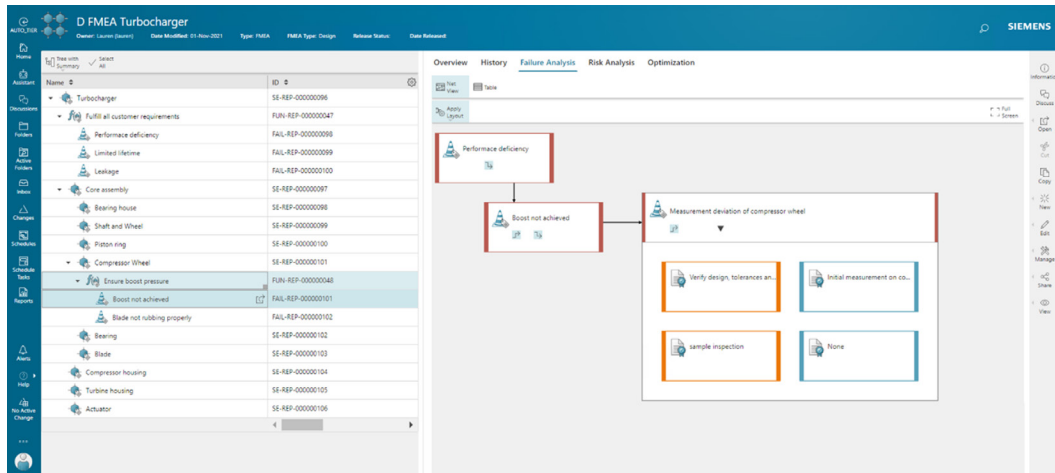 D FMEA Turbocharger
Owner: Lauren (lauren) Date Modified: 01-Nov-2021 Type: FMEA FMEA Type: Design Release Status: Date Released:
SIEMENS
AUTO_TIER
Home
Assistant
Discussions
Folders
Active
Folders
Inbox
Changes
Schedules
Schedule
Tasks
Reports
Alerts
Help
No Active
Change
Tree with
Summary
Select
All
Name ID
Turbocharger SE-REP-000000096
f(x) Fulfill all customer requirements FUN-REP-000000047
Performace deficiency FAIL-REP-000000098
Limited lifetime FAIL-REP-000000099
Leakage FAIL-REP-000000100
Core assembly SE-REP-000000097
Bearing house SE-REP-000000098
Shaft and Wheel SE-REP-000000099
Piston ring SE-REP-000000100
Compressor Wheel SE-REP-000000101
f(x) Ensure boost pressure FUN-REP-000000048
Boost not achieved FAIL-REP-000000101
Blade not rubbing properly FAIL-REP-000000102
Bearing SE-REP-000000102
Blade SE-REP-000000103
Compressor housing SE-REP-000000104
Turbine housing SE-REP-000000105
Actuator SE-REP-000000106
Overview History Failure Analysis Risk Analysis Optimization
Net
View
Table
Apply
Layout
Full
Screen
Performace deficiency
Boost not achieved
Measurement deviation of compressor wheel
Verify design, tolerances an...
Initial measurement on co...
sample inspection
None
Informatio
Discuss
Open
Cut
Copy
New
Edit
Manage
Share
View